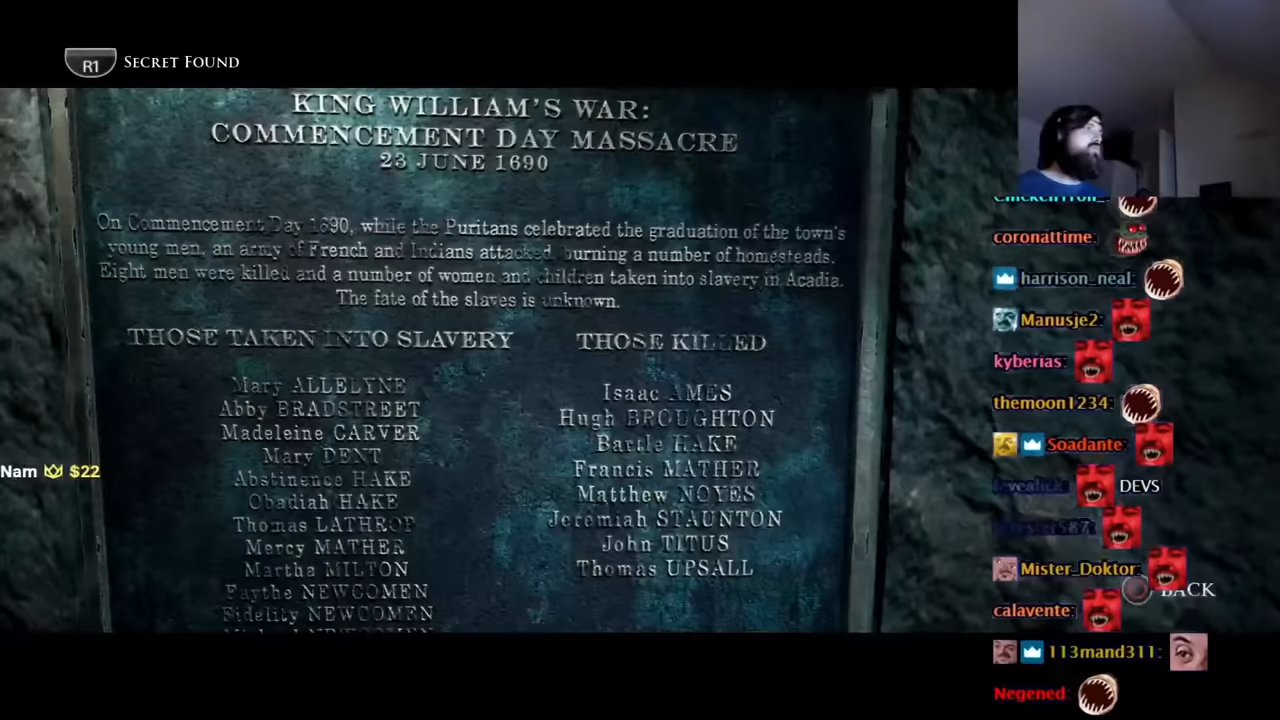 R1 SECRET FOUND
KING WILLIAM'S WAR:
COMMENCEMENT DAY MASSACRE
23 JUNE 1690
On Commencement Day 1690, while the Puritans celebrated the graduation of the town's
young men, an army of French and Indians attacked, burning a number of homesteads.
Eight men were killed and a number of women and children taken into slavery in Acadia.
The fate of the slaves is unknown.
THOSE TAKEN INTO SLAVERY
Mary ALLELYNE
Abby BRADSTREET
Madeleine CARVER
Mary DENT
Abstinence HAKE
Obadiah HAKE
Thomas LATHROP
Mercy MATHER
Martha MILTON
Faythe NEWCOMEN
Fidelity NEWCOMEN
NEWCOMEN
THOSE KILLED
Isaac AMES
Hugh BROUGHTON
Bartle HAKE
Francis MATHER
Matthew NOYES
Jeremiah STAUNTON
John TITUS
Thomas UPSALL
Nam $22
coronattime:
harrison_neal:
Manusje2:
kyberias:
themoon1234:
Soadante:
DEVS
Mister_Doktor:
BACK
calavente:
113mand311:
Negened: